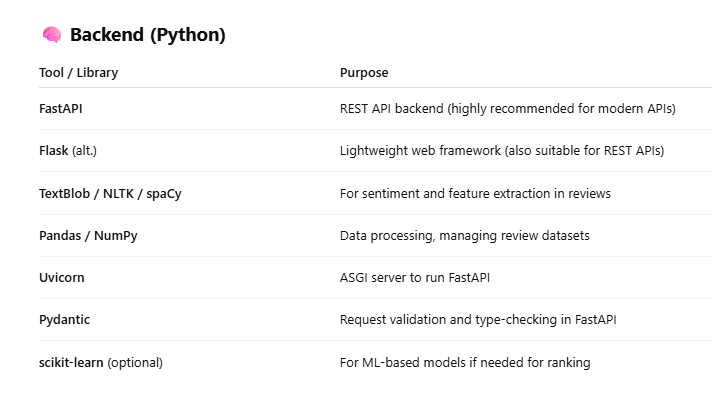 🧠 Backend (Python)
Tool / Library Purpose
FastAPI REST API backend (highly recommended for modern APIs)
Flask (alt.) Lightweight web framework (also suitable for REST APIs)
TextBlob / NLTK / spaCy For sentiment and feature extraction in reviews
Pandas / NumPy Data processing, managing review datasets
Uvicorn ASGI server to run FastAPI
Pydantic Request validation and type-checking in FastAPI
scikit-learn (optional) For ML-based models if needed for ranking